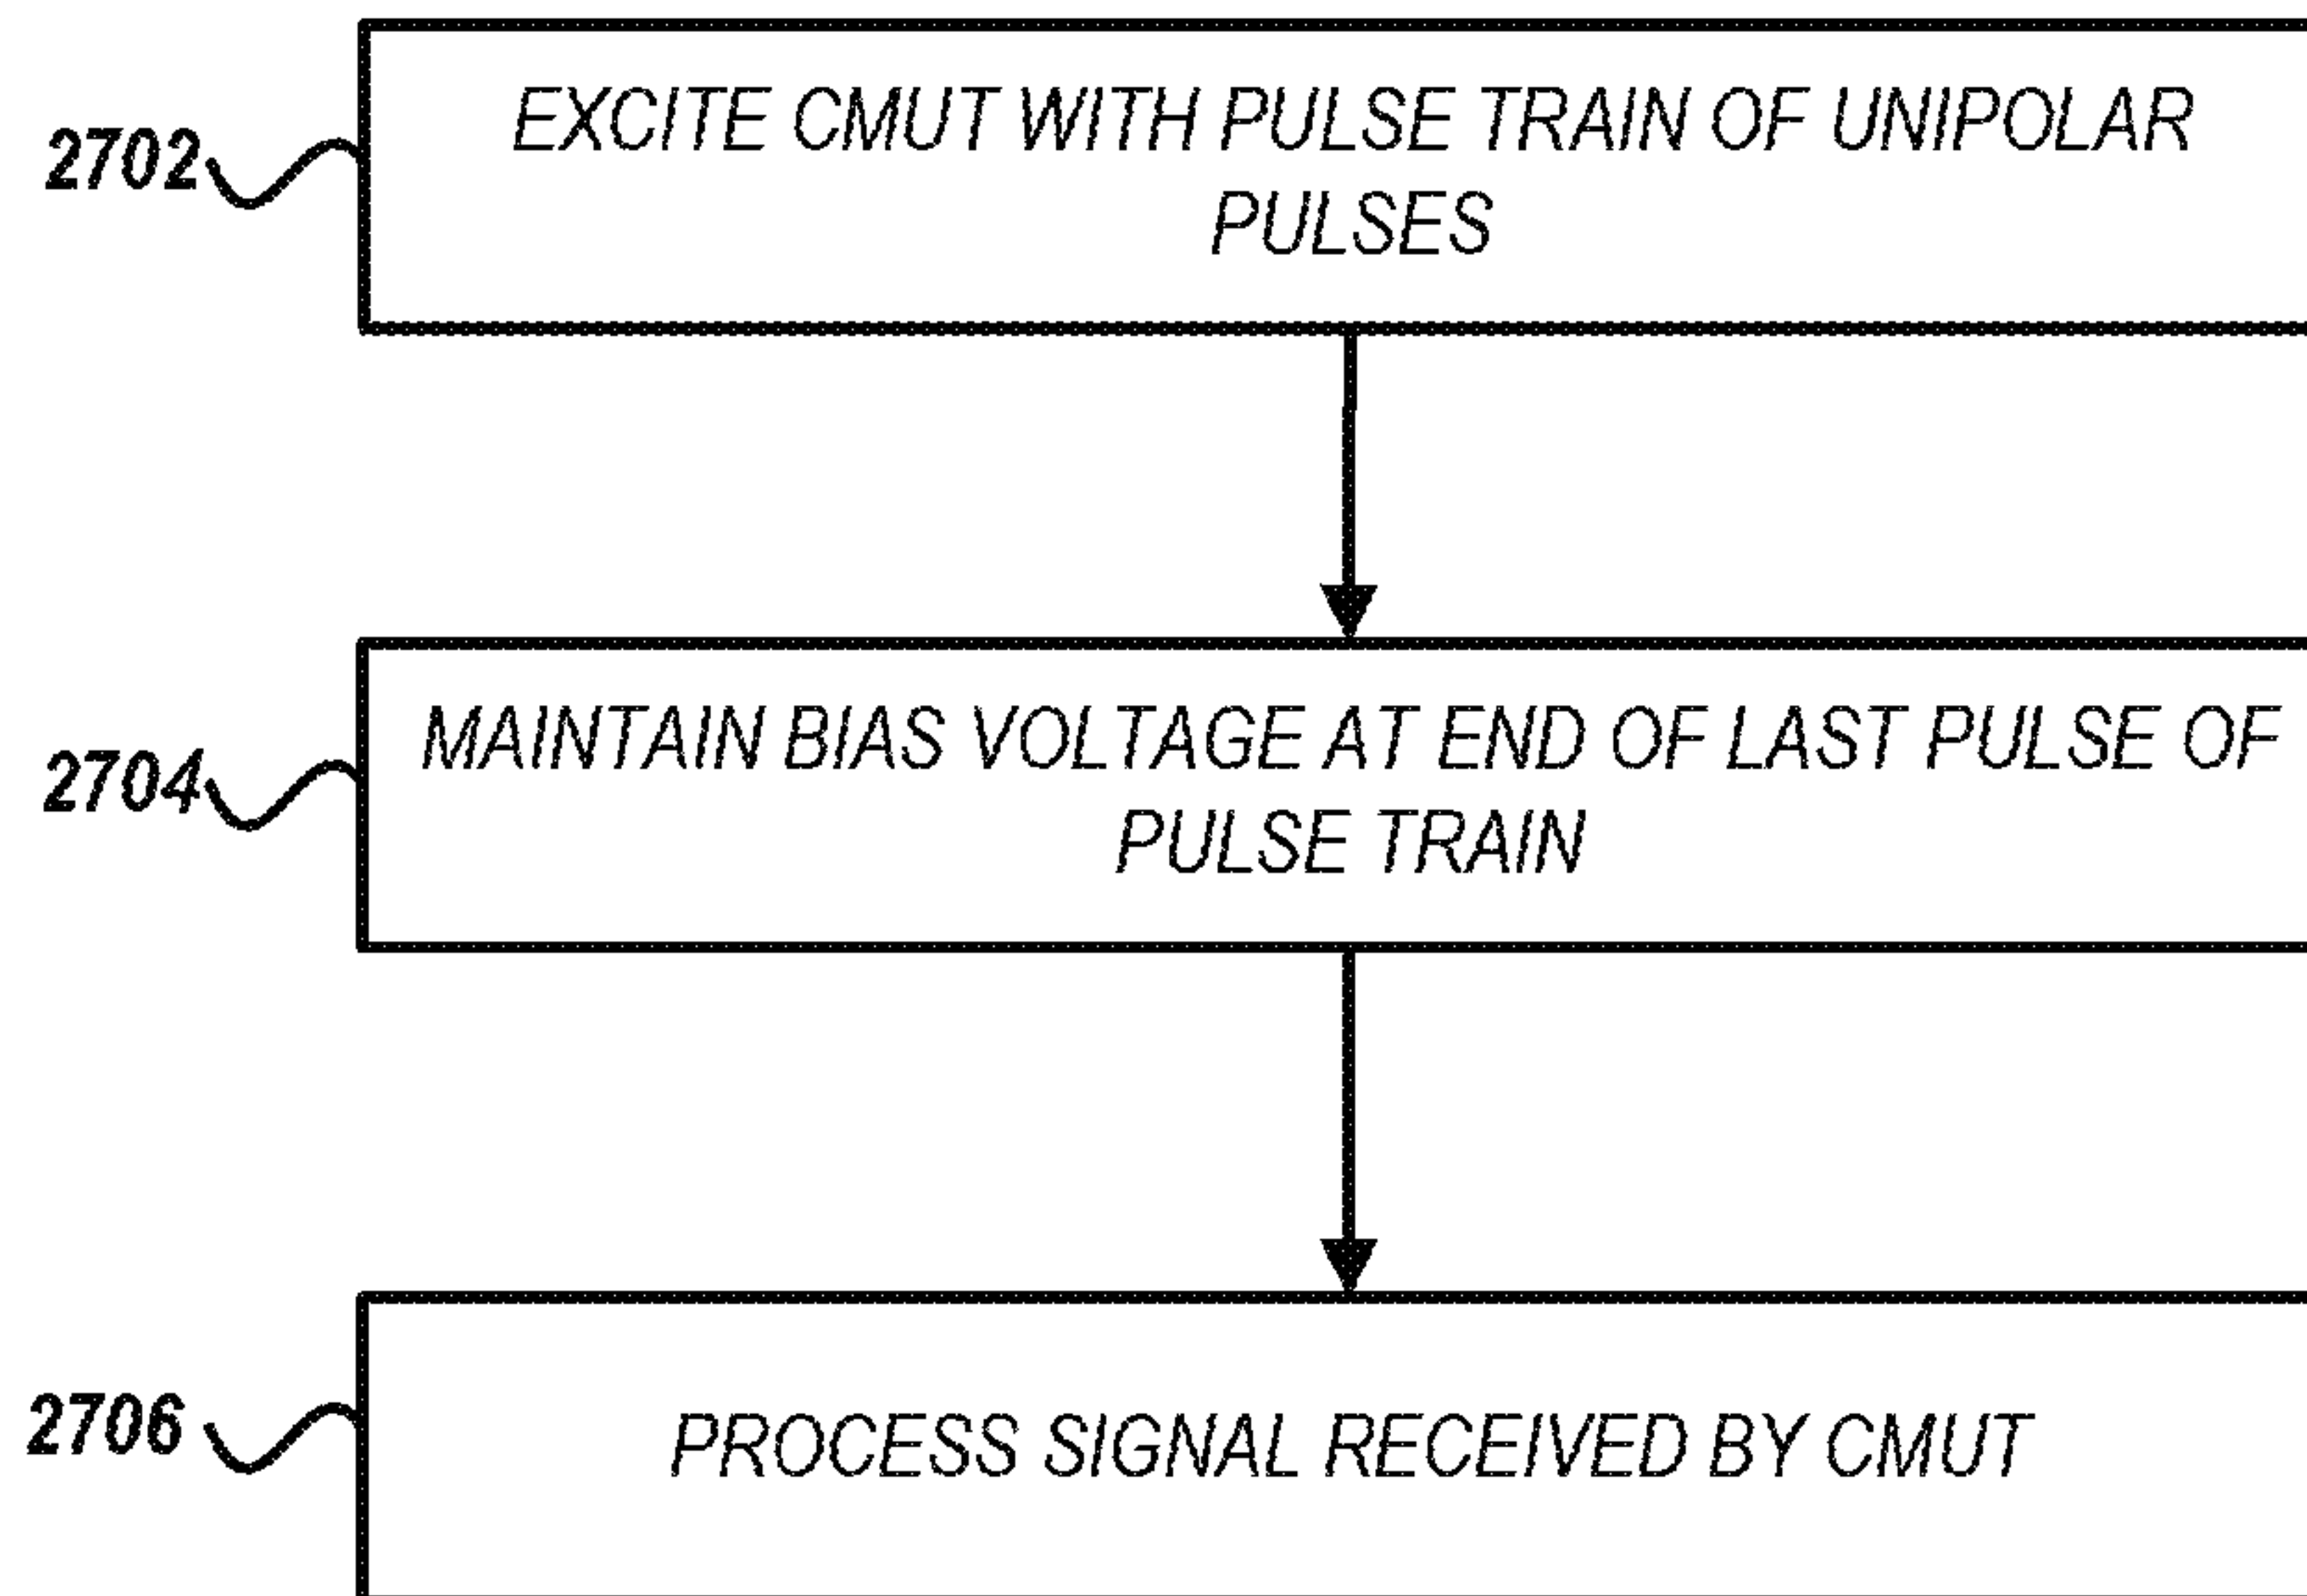 2702
EXCITE CMUT WITH PULSE TRAIN OF UNIPOLAR
PULSES
2704
MAINTAIN BIAS VOLTAGE AT END OF LAST PULSE OF
PULSE TRAIN
2706
PROCESS SIGNAL RECEIVED BY CMUT